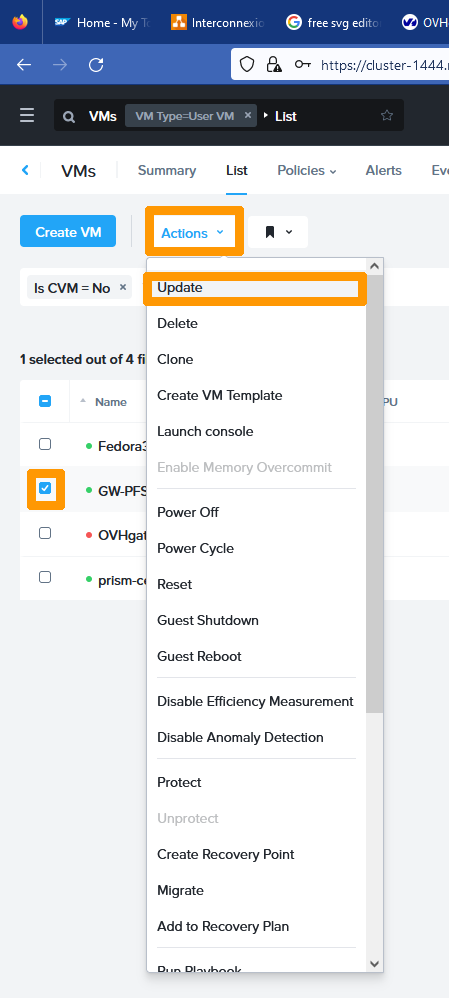 SAP Home - My To
Interconnexio
free svg edito
OVHo
https://cluster-1444.
VMs VM Type=User VM × List
VMs Summary List Policies Alerts Eve
Create VM Actions
Is CVM = No ×
Update
Delete
1 selected out of 4 fi
Clone
Create VM Template
Name PU
Launch console
Fedora3
Enable Memory Overcommit
GW-PFS
Power Off
OVHgat
Power Cycle
prism-ce
Reset
Guest Shutdown
Guest Reboot
Disable Efficiency Measurement
Disable Anomaly Detection
Protect
Unprotect
Create Recovery Point
Migrate
Add to Recovery Plan
Run Playbook